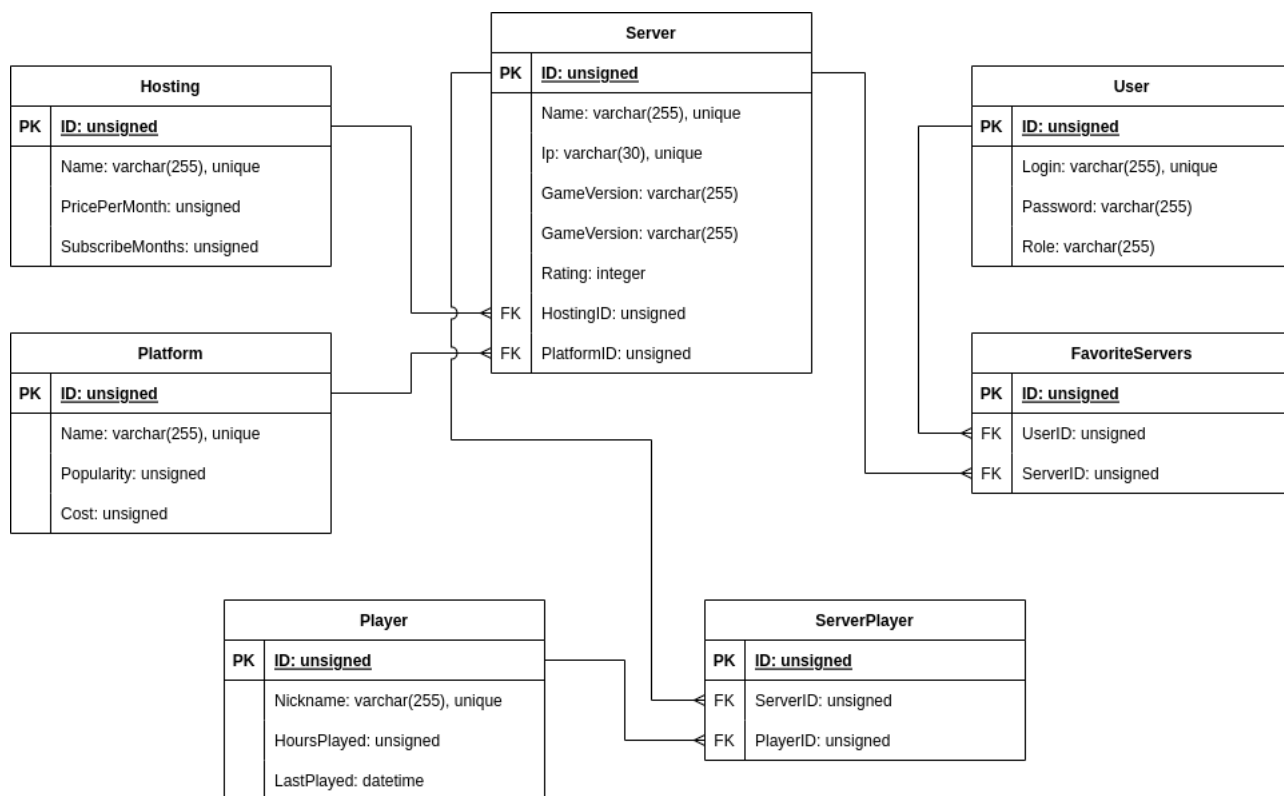 Server
PK ID: unsigned
Name: varchar(255), unique
Ip: varchar(30), unique
GameVersion: varchar(255)
GameVersion: varchar(255)
Rating: integer
FK HostingID: unsigned
FK PlatformID: unsigned
Hosting
PK ID: unsigned
Name: varchar(255), unique
PricePerMonth: unsigned
SubscribeMonths: unsigned
User
PK ID: unsigned
Login: varchar(255), unique
Password: varchar(255)
Role: varchar(255)
Platform
PK ID: unsigned
Name: varchar(255), unique
Popularity: unsigned
Cost: unsigned
FavoriteServers
PK ID: unsigned
FK UserID: unsigned
FK ServerID: unsigned
Player
PK ID: unsigned
Nickname: varchar(255), unique
HoursPlayed: unsigned
LastPlayed: datetime
ServerPlayer
PK ID: unsigned
FK ServerID: unsigned
FK PlayerID: unsigned